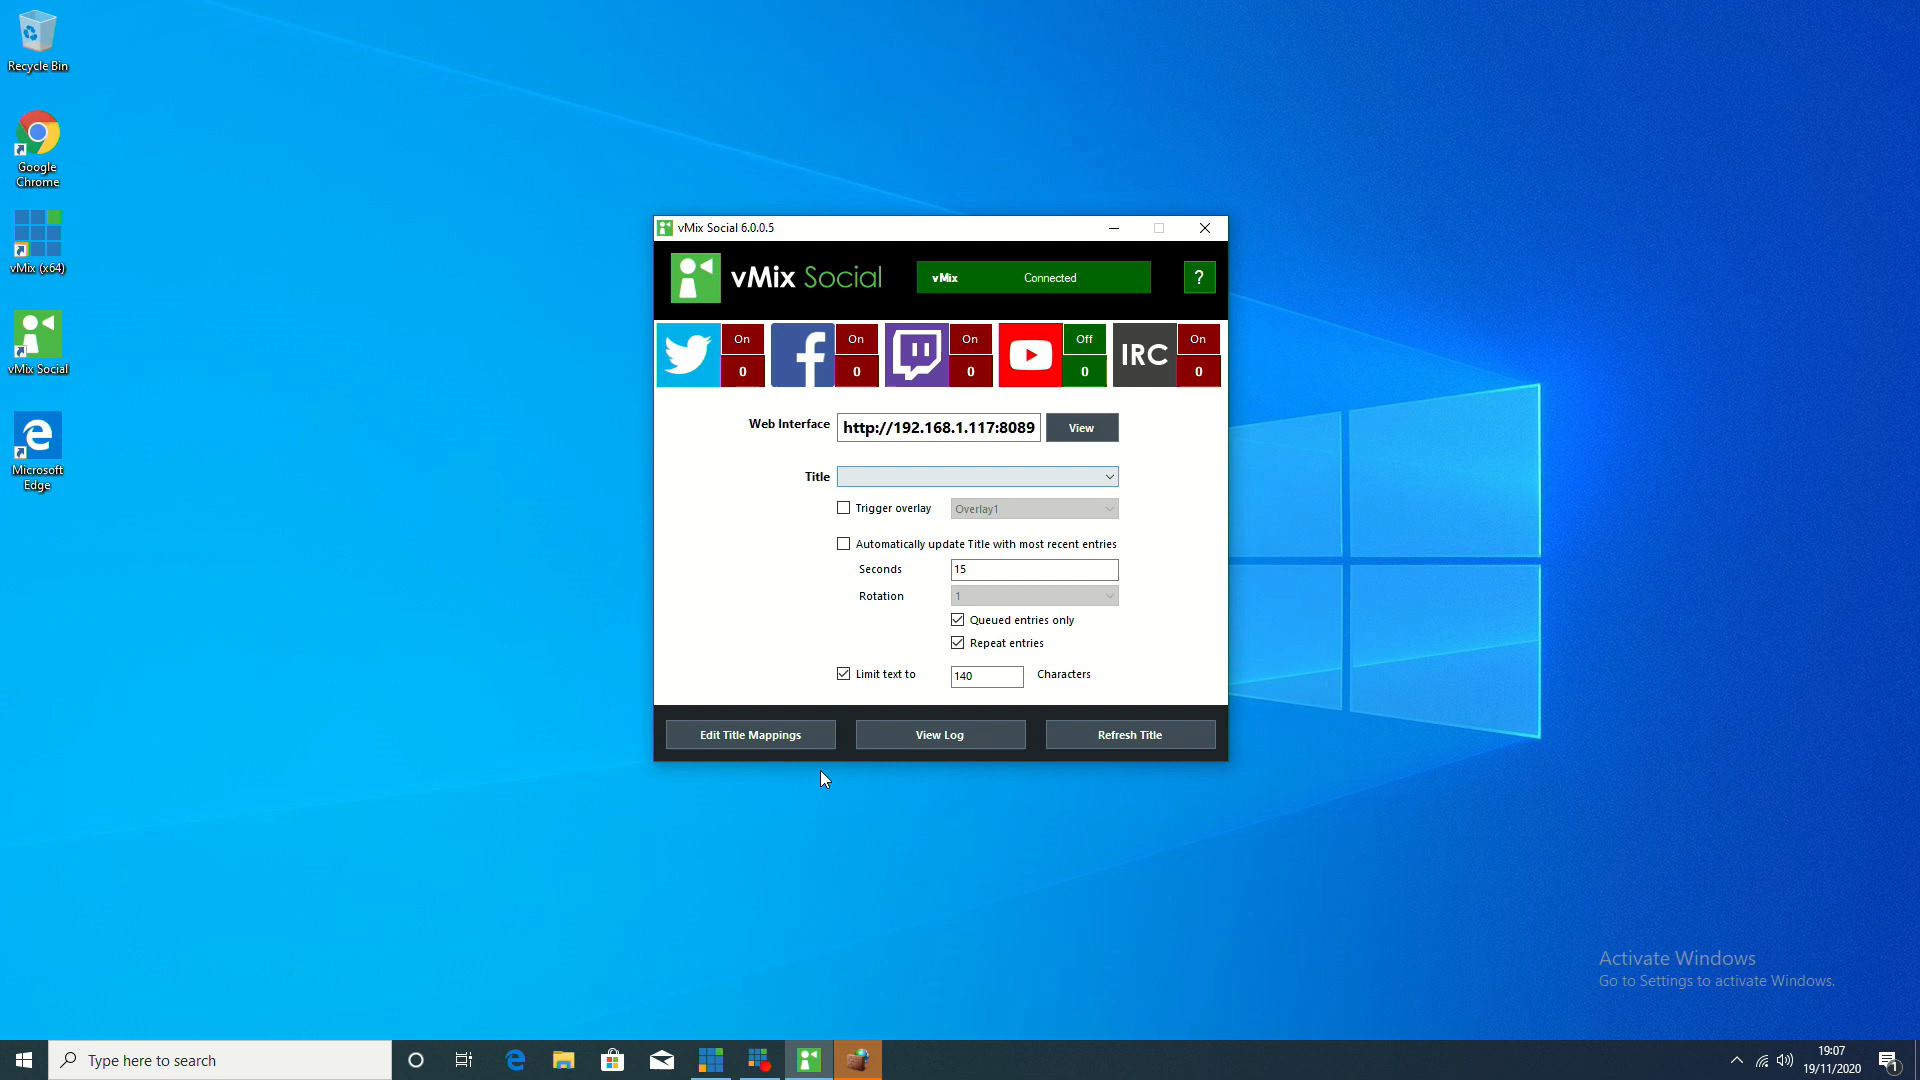 Recycle Bin
Google
Chrome
vMix (x64)
vMix Social
Microsoft
Edge
vMix Social 6.0.0.5
vMix Social
vMix Connected
?
On
On
On
Off
On
IRC
0
0
0
0
0
Web Interface http://192.168.1.117:8089 View
Title
Trigger overlay Overlay1
Automatically update Title with most recent entries
Seconds 15
Rotation 1
Queued entries only
Repeat entries
Limit text to 140 Characters
Edit Title Mappings View Log Refresh Title
Activate Windows
Go to Settings to activate Windows.
Type here to search
19:07
19/11/2020
1